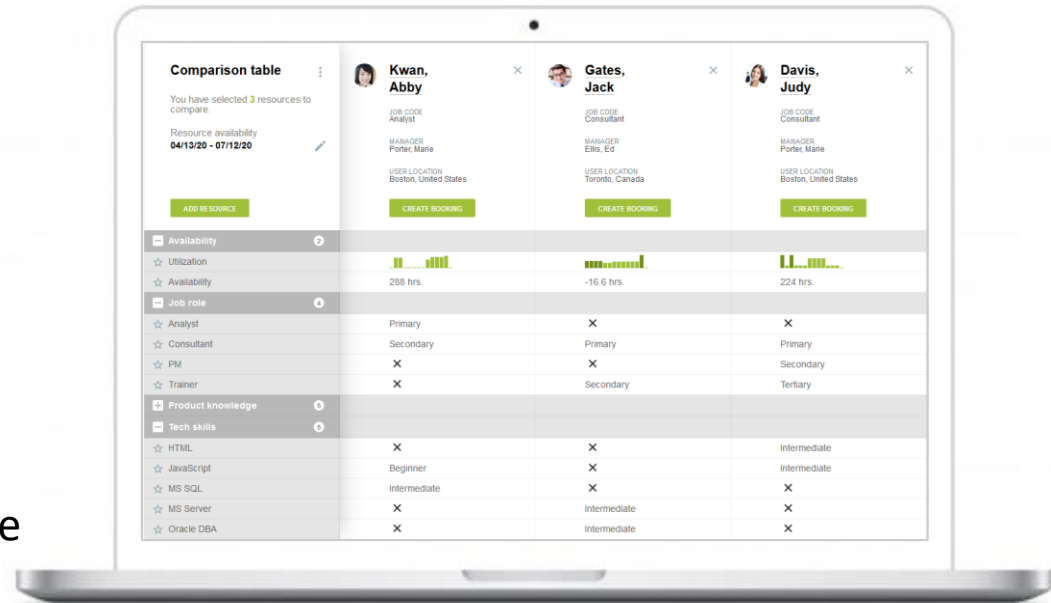 Comparison table
You have selected 3 resources to
compare.
Resource availability
04/13/20 - 07/12/20
ADD RESOURCE
Kwan,
Abby
JOB CODE
Analyst
MANAGER
Porter, Marie
USER LOCATION
Boston, United States
CREATE BOOKING
Gates,
Jack
JOB CODE
Consultant
MANAGER
Ellis, Ed
USER LOCATION
Toronto, Canada
CREATE BOOKING
Davis,
Judy
JOB CODE
Consultant
MANAGER
Porter, Marie
USER LOCATION
Boston, United States
CREATE BOOKING
Availability 2
Utilization
Availability 288 hrs. -16.6 hrs. 224 hrs.
Job role 4
Analyst Primary
Consultant Secondary Primary Primary
PM Secondary
Trainer Secondary Tertiary
Product knowledge 5
Tech skills 5
HTML Intermediate
JavaScript Beginner Intermediate
MS SQL Intermediate
MS Server Intermediate
e
Oracle DBA Intermediate